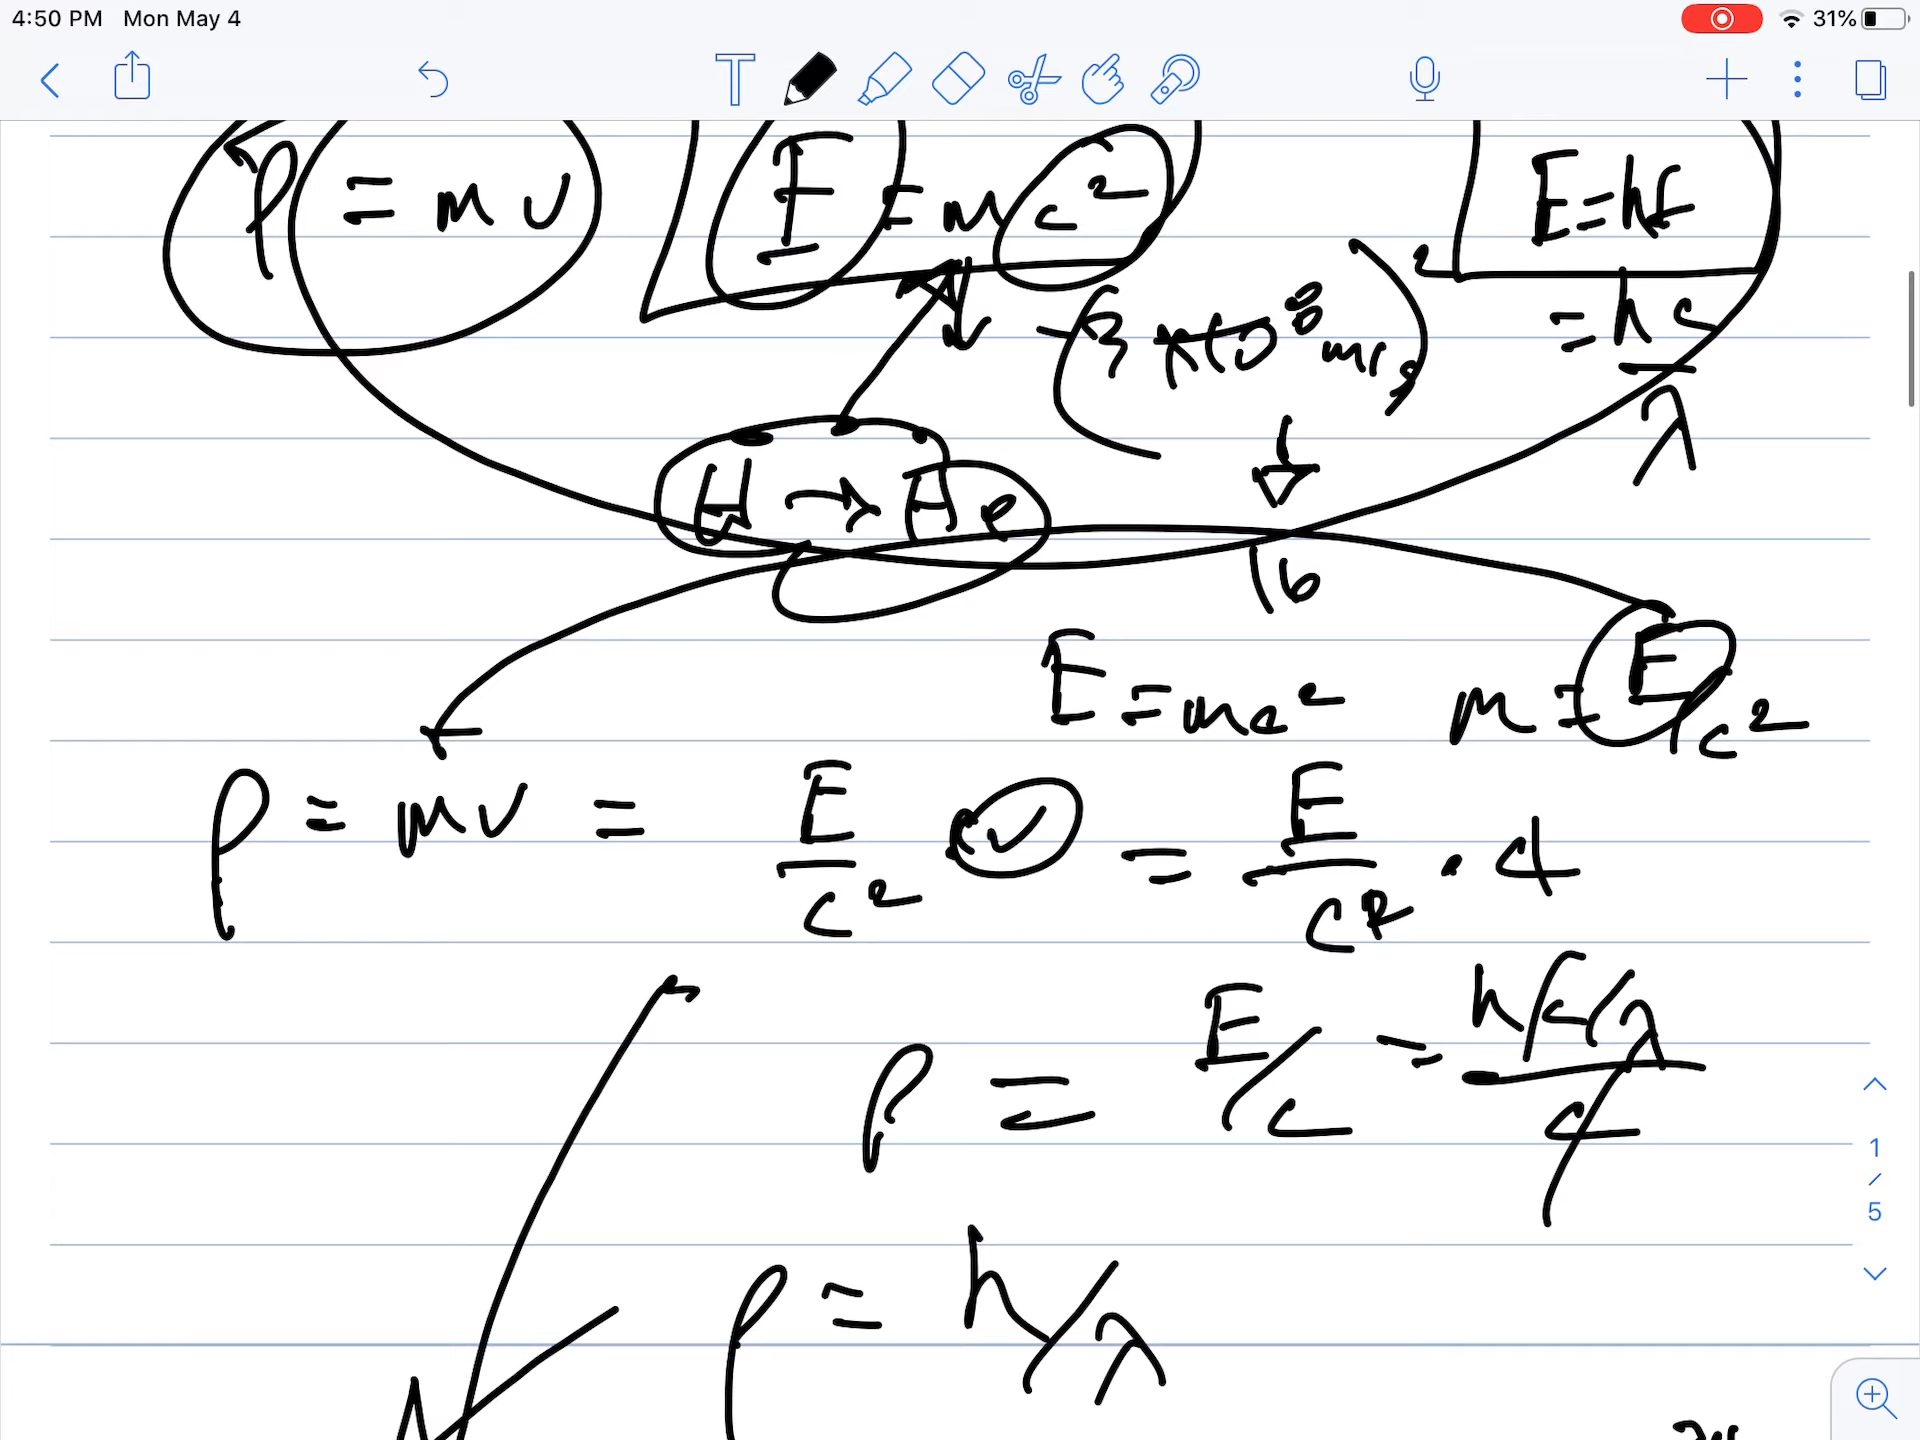 4:50 PM Mon May 4 31%
T
p = mv E = mc² E = hf
(3 × 10⁸ m/s)² = hc/λ
H → He
16
E = mc² m = E/c²
p = mv = E/c² · v = E/c² · c
p = E/c = hc/λ / c
1 / 5
p = h/λ